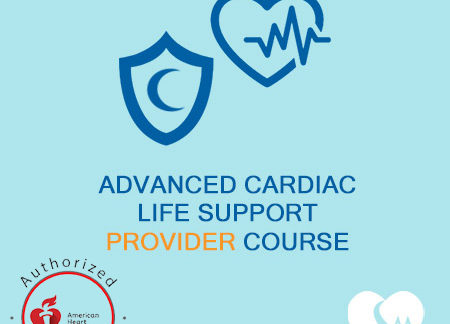 ADVANCED CARDIAC
LIFE SUPPORT
PROVIDER COURSE
Authorized
American
Heart